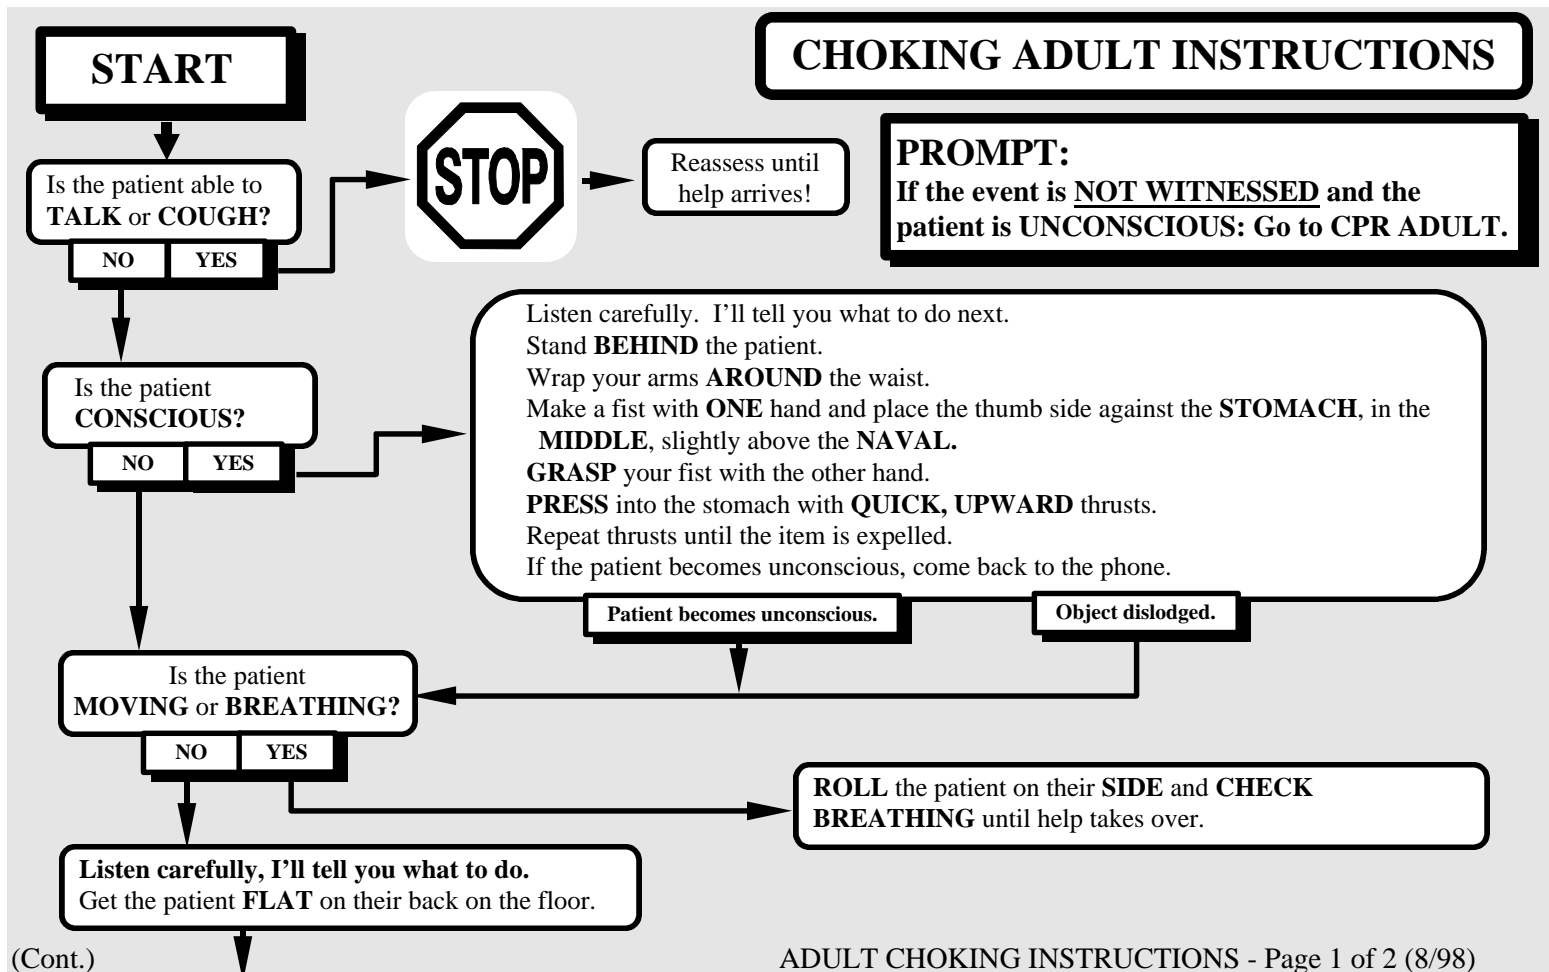 START
CHOKING ADULT INSTRUCTIONS
STOP
Reassess until
help arrives!
PROMPT:
If the event is NOT WITNESSED and the
patient is UNCONSCIOUS: Go to CPR ADULT.
Is the patient able to
TALK or COUGH?
NO YES
Listen carefully.  I'll tell you what to do next.
Stand BEHIND the patient.
Wrap your arms AROUND the waist.
Make a fist with ONE hand and place the thumb side against the STOMACH, in the
MIDDLE, slightly above the NAVAL.
GRASP your fist with the other hand.
PRESS into the stomach with QUICK, UPWARD thrusts.
Repeat thrusts until the item is expelled.
If the patient becomes unconscious, come back to the phone.
Is the patient
CONSCIOUS?
NO YES
Patient becomes unconscious.
Object dislodged.
Is the patient
MOVING or BREATHING?
NO YES
ROLL the patient on their SIDE and CHECK
BREATHING until help takes over.
Listen carefully, I'll tell you what to do.
Get the patient FLAT on their back on the floor.
(Cont.)
ADULT CHOKING INSTRUCTIONS - Page 1 of 2 (8/98)